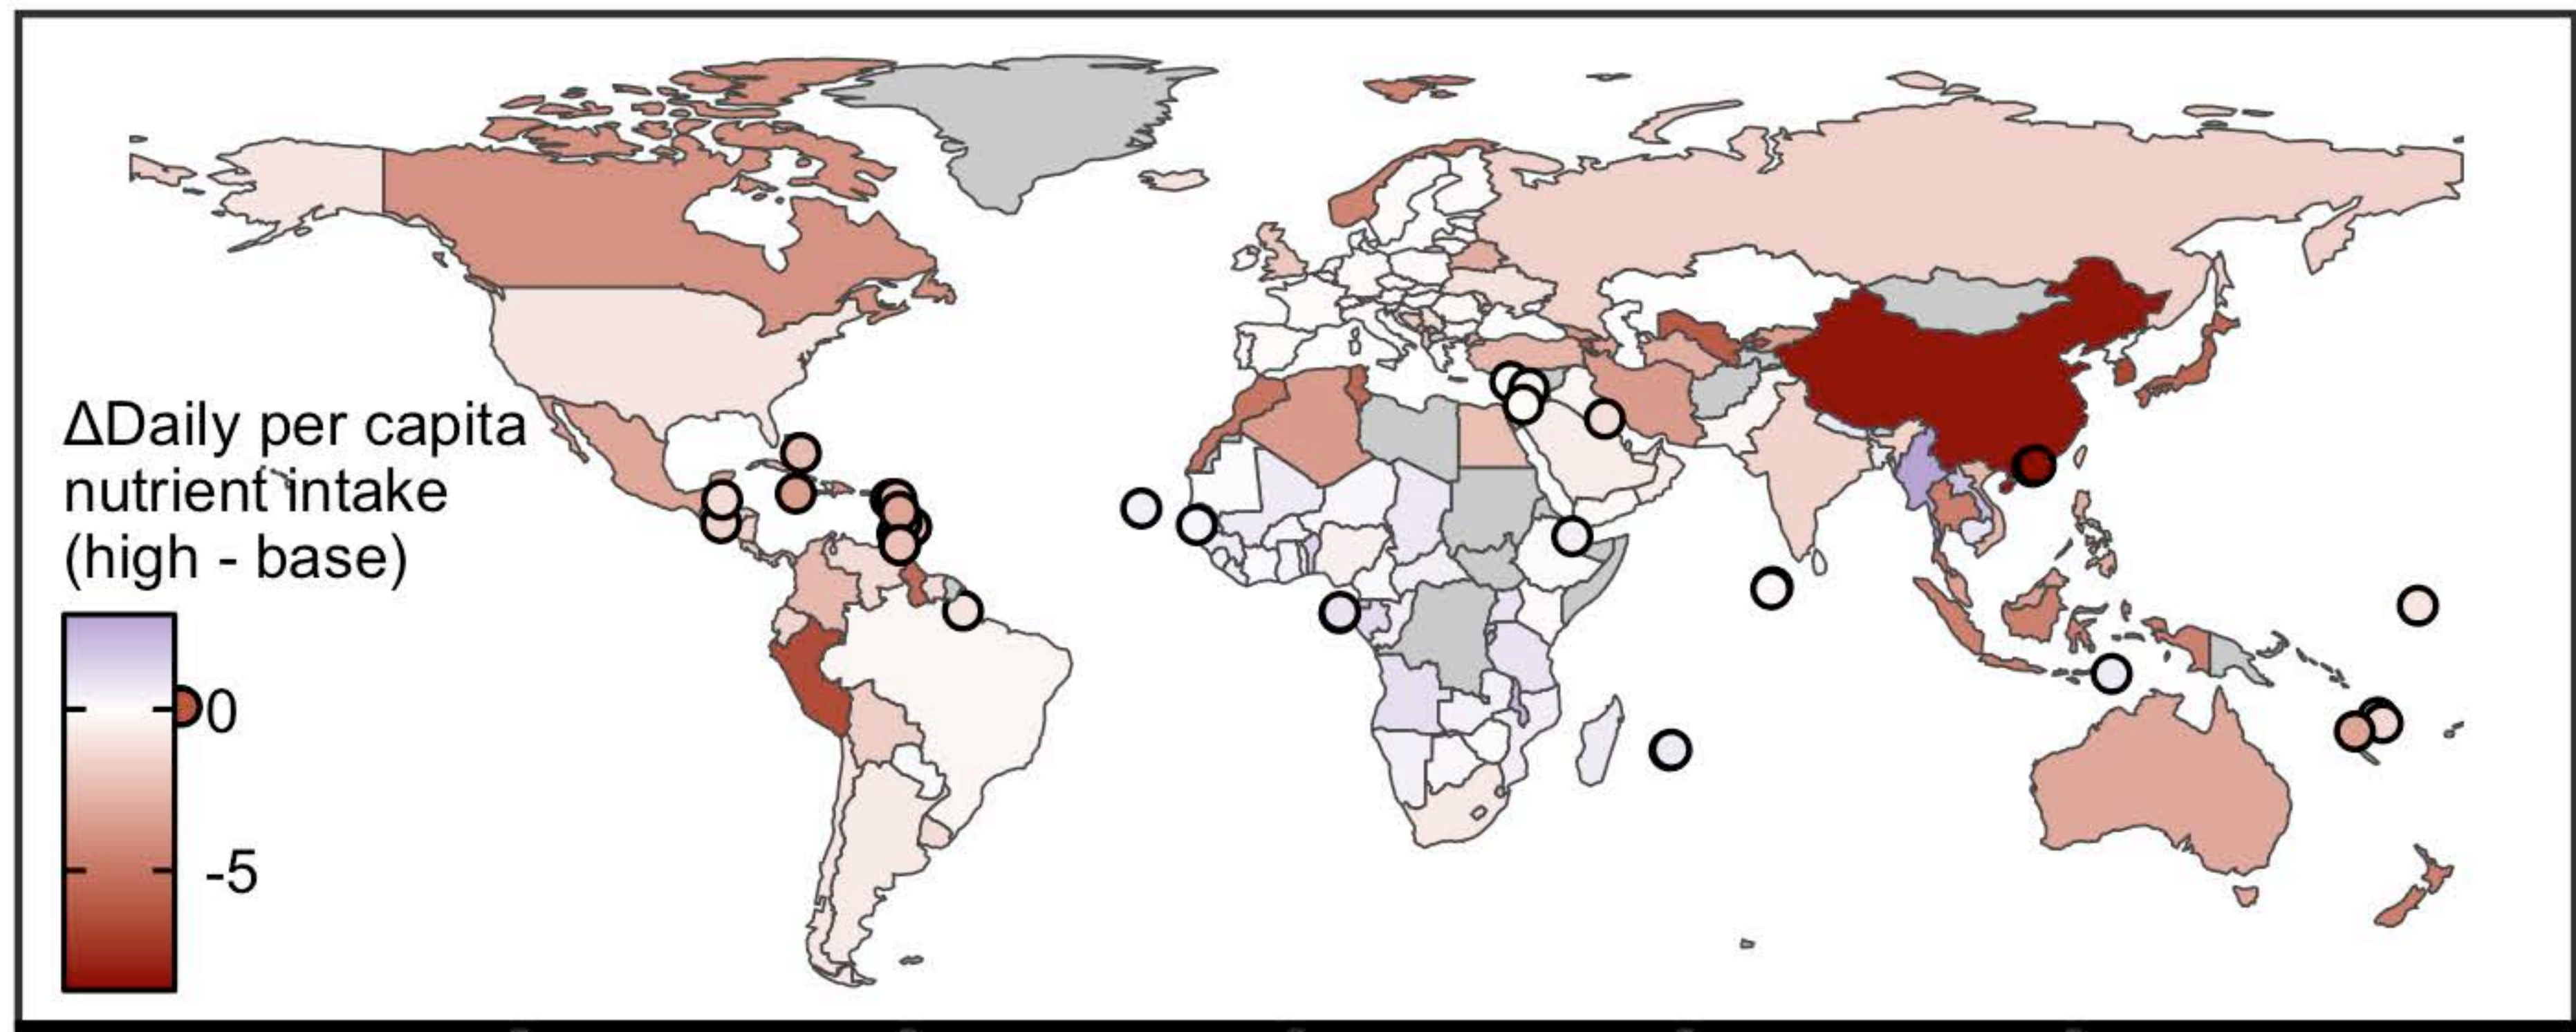 ΔDaily per capita
nutrient intake
(high - base)
0
-5